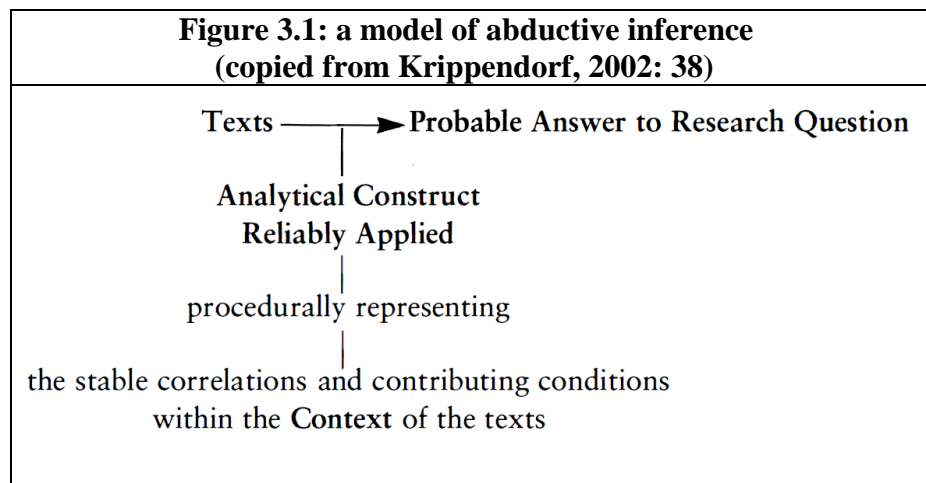 Figure 3.1: a model of abductive inference
(copied from Krippendorf, 2002: 38)
Texts Probable Answer to Research Question
Analytical Construct
Reliably Applied
procedurally representing
the stable correlations and contributing conditions
within the Context of the texts